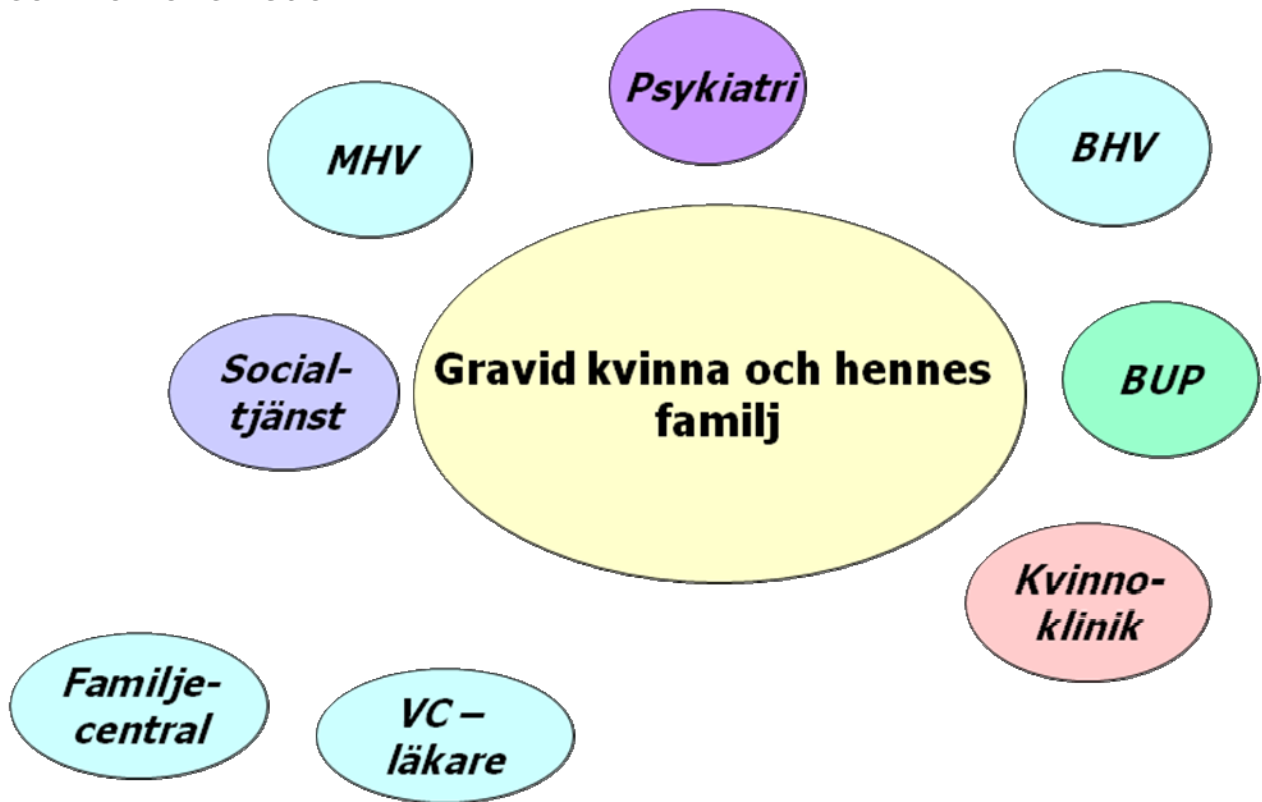 Psykiatri
MHV
BHV
Social-
tjänst
Gravid kvinna och hennes
familj
BUP
Kvinno-
klinik
Familje-
central
VC –
läkare